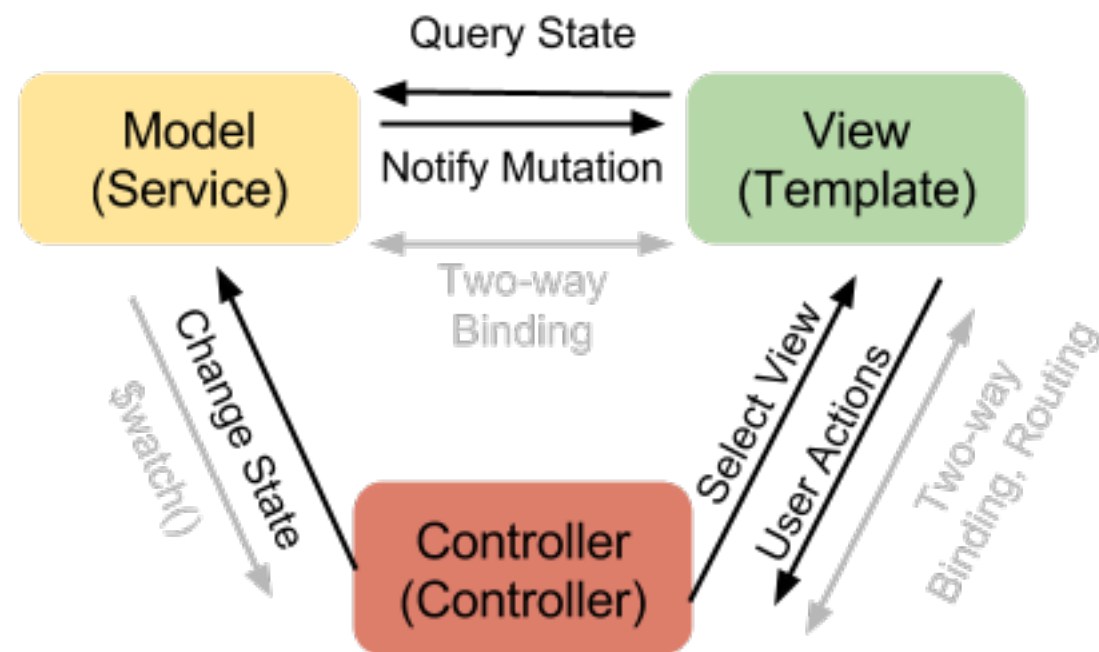 Query State
Model
(Service)
View
(Template)
Notify Mutation
Two-way
Binding
$watch()
Change State
Select View
User Actions
Two-way
Binding, Routing
Controller
(Controller)